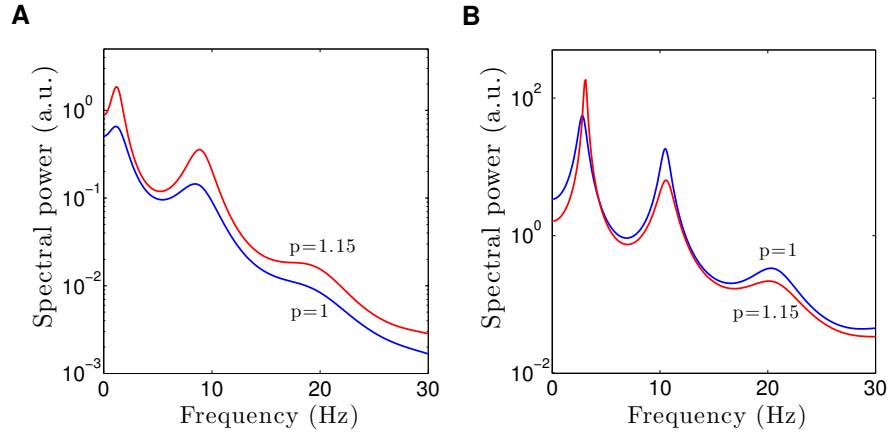 A
Spectral power (a.u.)
10^0
10^-1
10^-2
10^-3
p=1.15
p=1
0
10
20
30
Frequency (Hz)
B
Spectral power (a.u.)
10^2
10^0
10^-2
p=1
p=1.15
0
10
20
30
Frequency (Hz)